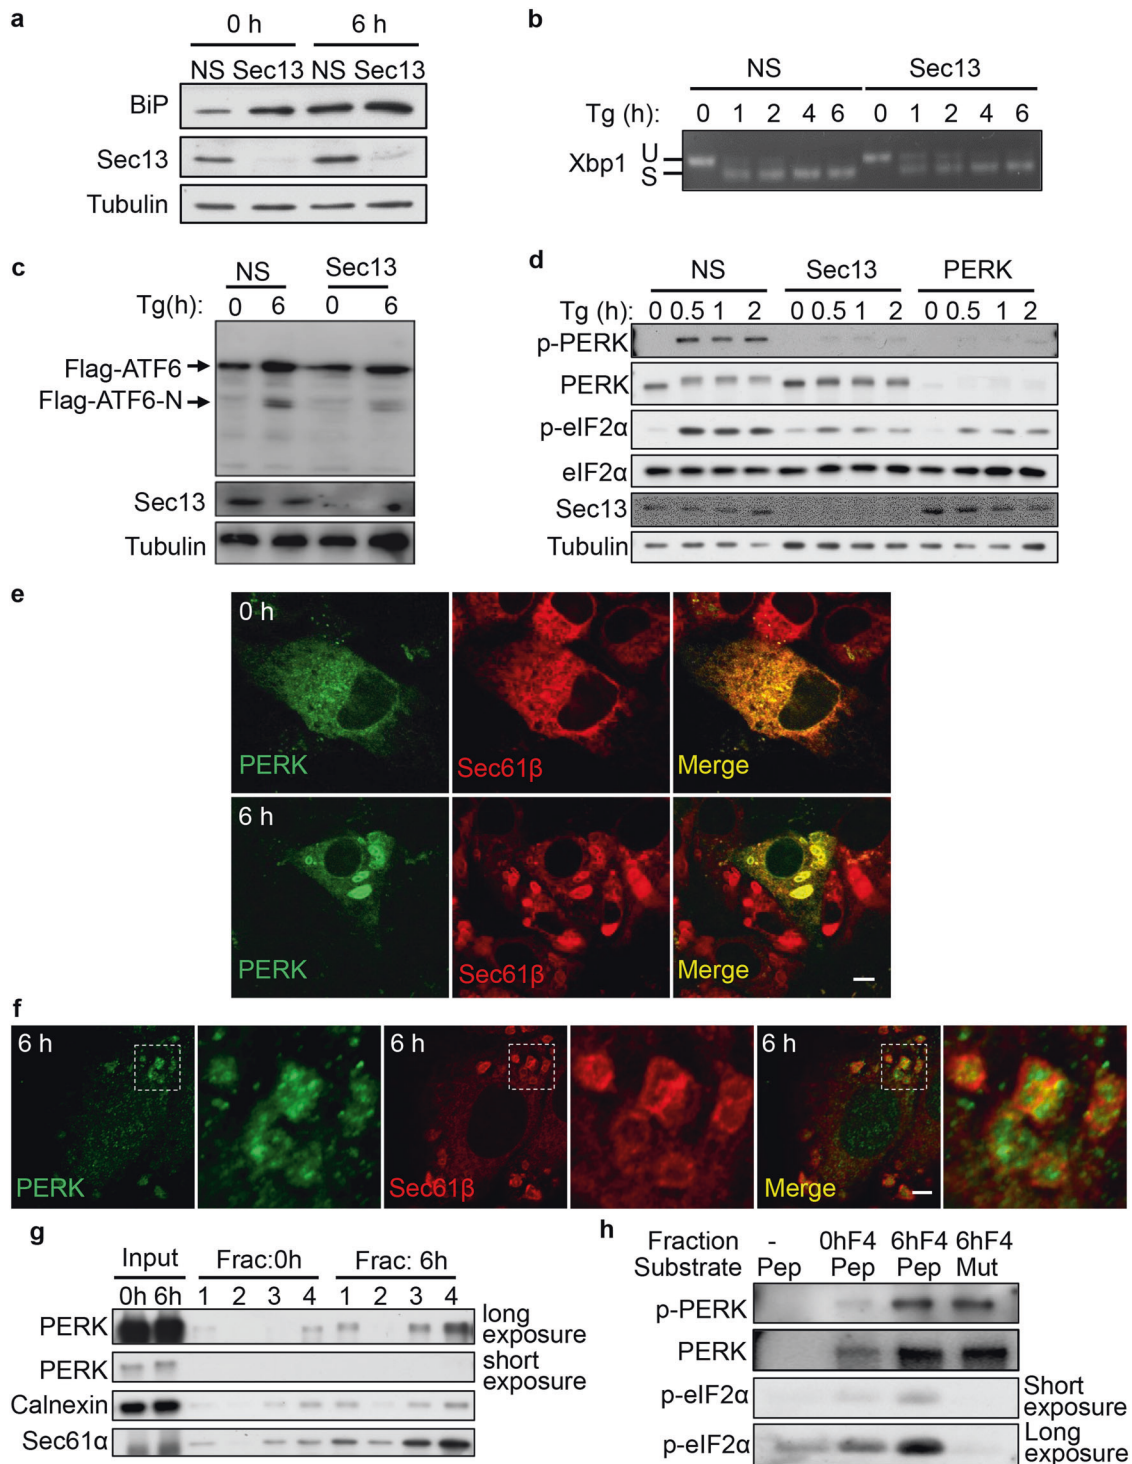 a
0 h 6 h
NS Sec13 NS Sec13
BiP
Sec13
Tubulin
b
NS Sec13
Tg (h): 0 1 2 4 6 0 1 2 4 6
Xbp1 U
S
c
NS Sec13
Tg(h): 0 6 0 6
Flag-ATF6
Flag-ATF6-N
Sec13
Tubulin
d
NS Sec13 PERK
Tg (h): 0 0.5 1 2 0 0.5 1 2 0 0.5 1 2
p-PERK
PERK
p-eIF2α
eIF2α
Sec13
Tubulin
e
0 h
PERK Sec61β Merge
6 h
PERK Sec61β Merge
f
6 h 6 h 6 h
PERK Sec61β Merge
g
Input Frac:0h Frac: 6h
0h 6h 1 2 3 4 1 2 3 4
PERK long exposure
PERK short exposure
Calnexin
Sec61α
h
Fraction - 0hF4 6hF4 6hF4
Substrate Pep Pep Pep Mut
p-PERK
PERK
p-eIF2α Short exposure
p-eIF2α Long exposure